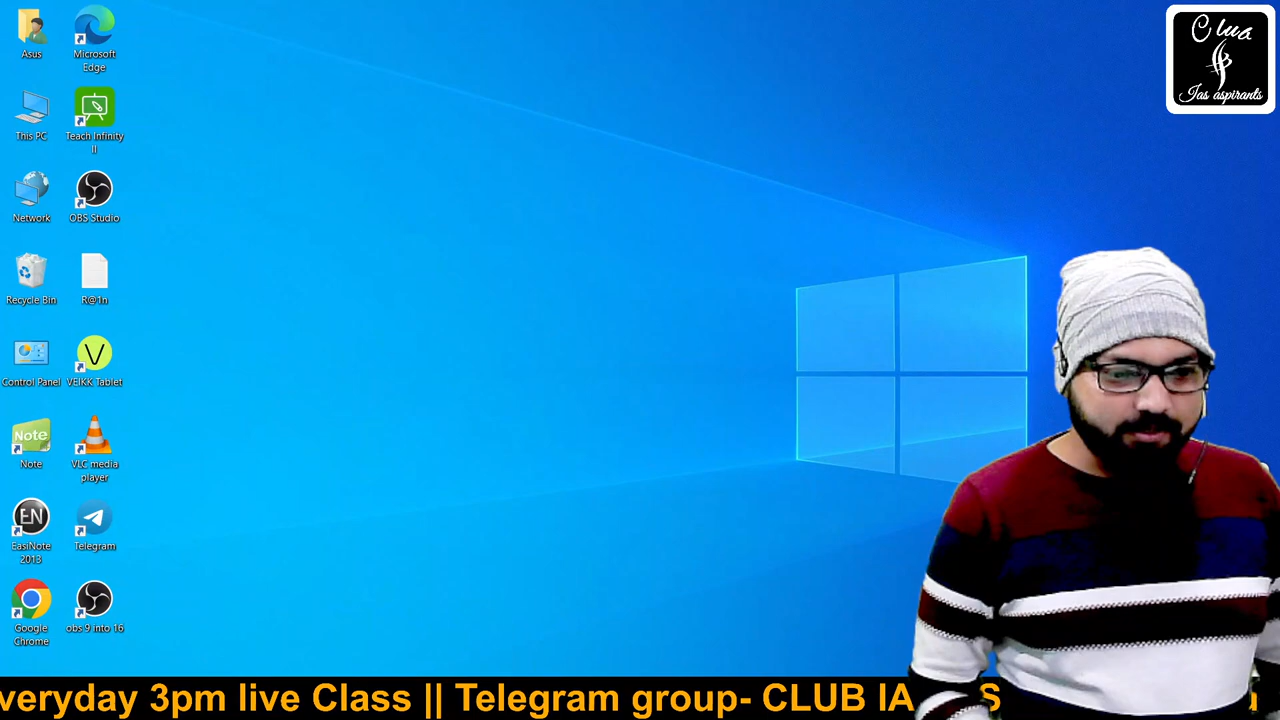 Asus
Microsoft
Edge
This PC
Teach Infinity
II
Network
OBS Studio
Recycle Bin
R@1n
Control Panel
VEIKK Tablet
V
Note
Note
VLC media
player
EN
EasiNote
2013
Telegram
Google
Chrome
obs 9 into 16
Clua
Ias aspirants
veryday 3pm live Class || Telegram group- CLUB IA